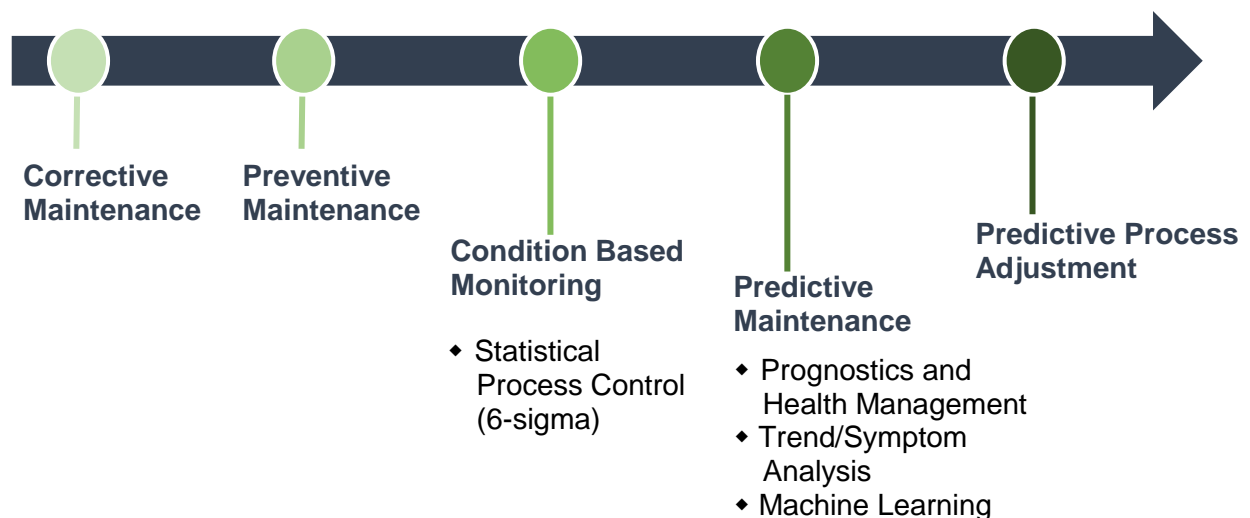 Corrective
Maintenance
Preventive
Maintenance
Condition Based
Monitoring
◆ Statistical
Process Control
(6-sigma)
Predictive
Maintenance
◆ Prognostics and
Health Management
◆ Trend/Symptom
Analysis
◆ Machine Learning
Predictive Process
Adjustment